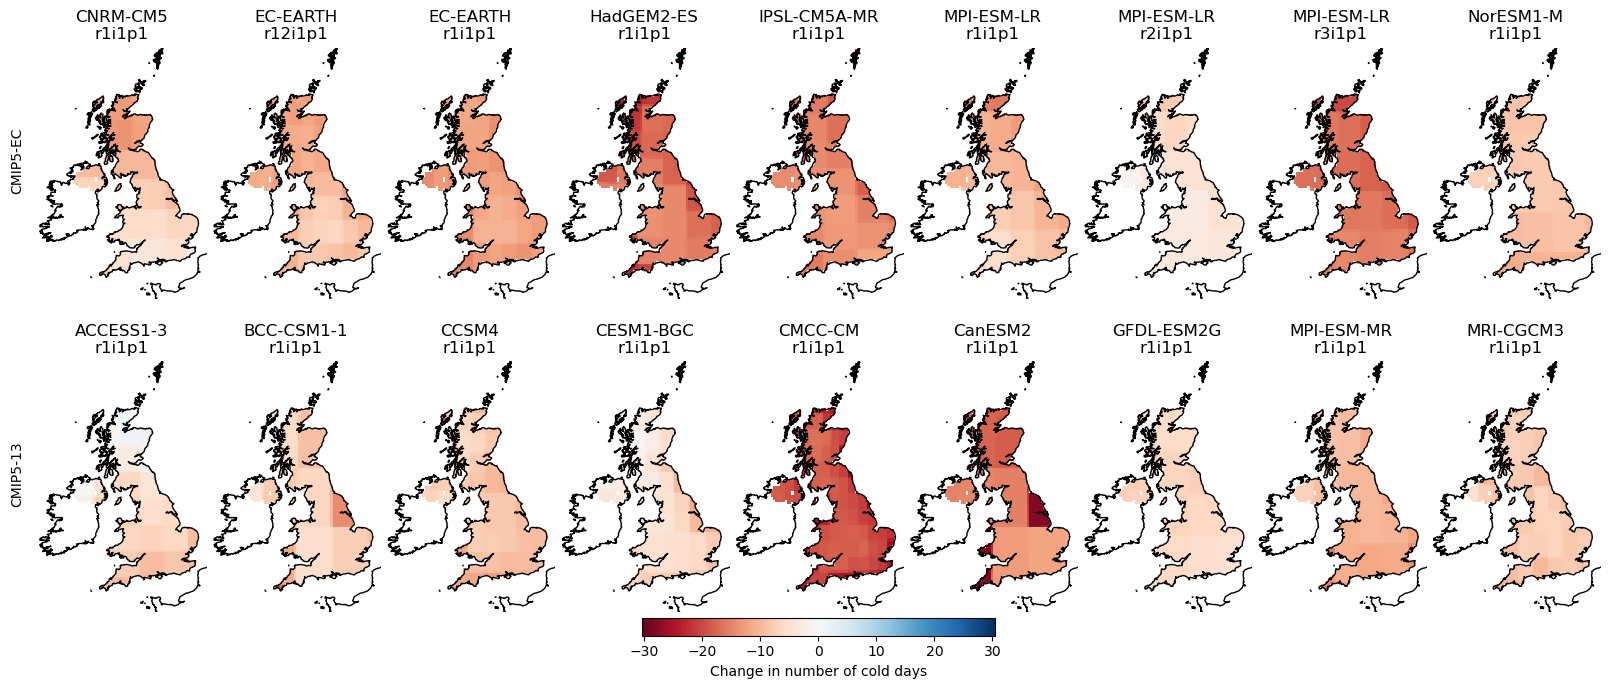 CNRM-CM5
r1i1p1
EC-EARTH
r12i1p1
EC-EARTH
r1i1p1
HadGEM2-ES
r1i1p1
IPSL-CM5A-MR
r1i1p1
MPI-ESM-LR
r1i1p1
MPI-ESM-LR
r2i1p1
MPI-ESM-LR
r3i1p1
NorESM1-M
r1i1p1
CMIP5-EC
ACCESS1-3
r1i1p1
BCC-CSM1-1
r1i1p1
CCSM4
r1i1p1
CESM1-BGC
r1i1p1
CMCC-CM
r1i1p1
CanESM2
r1i1p1
GFDL-ESM2G
r1i1p1
MPI-ESM-MR
r1i1p1
MRI-CGCM3
r1i1p1
CMIP5-13
−30 −20 −10 0 10 20 30
Change in number of cold days